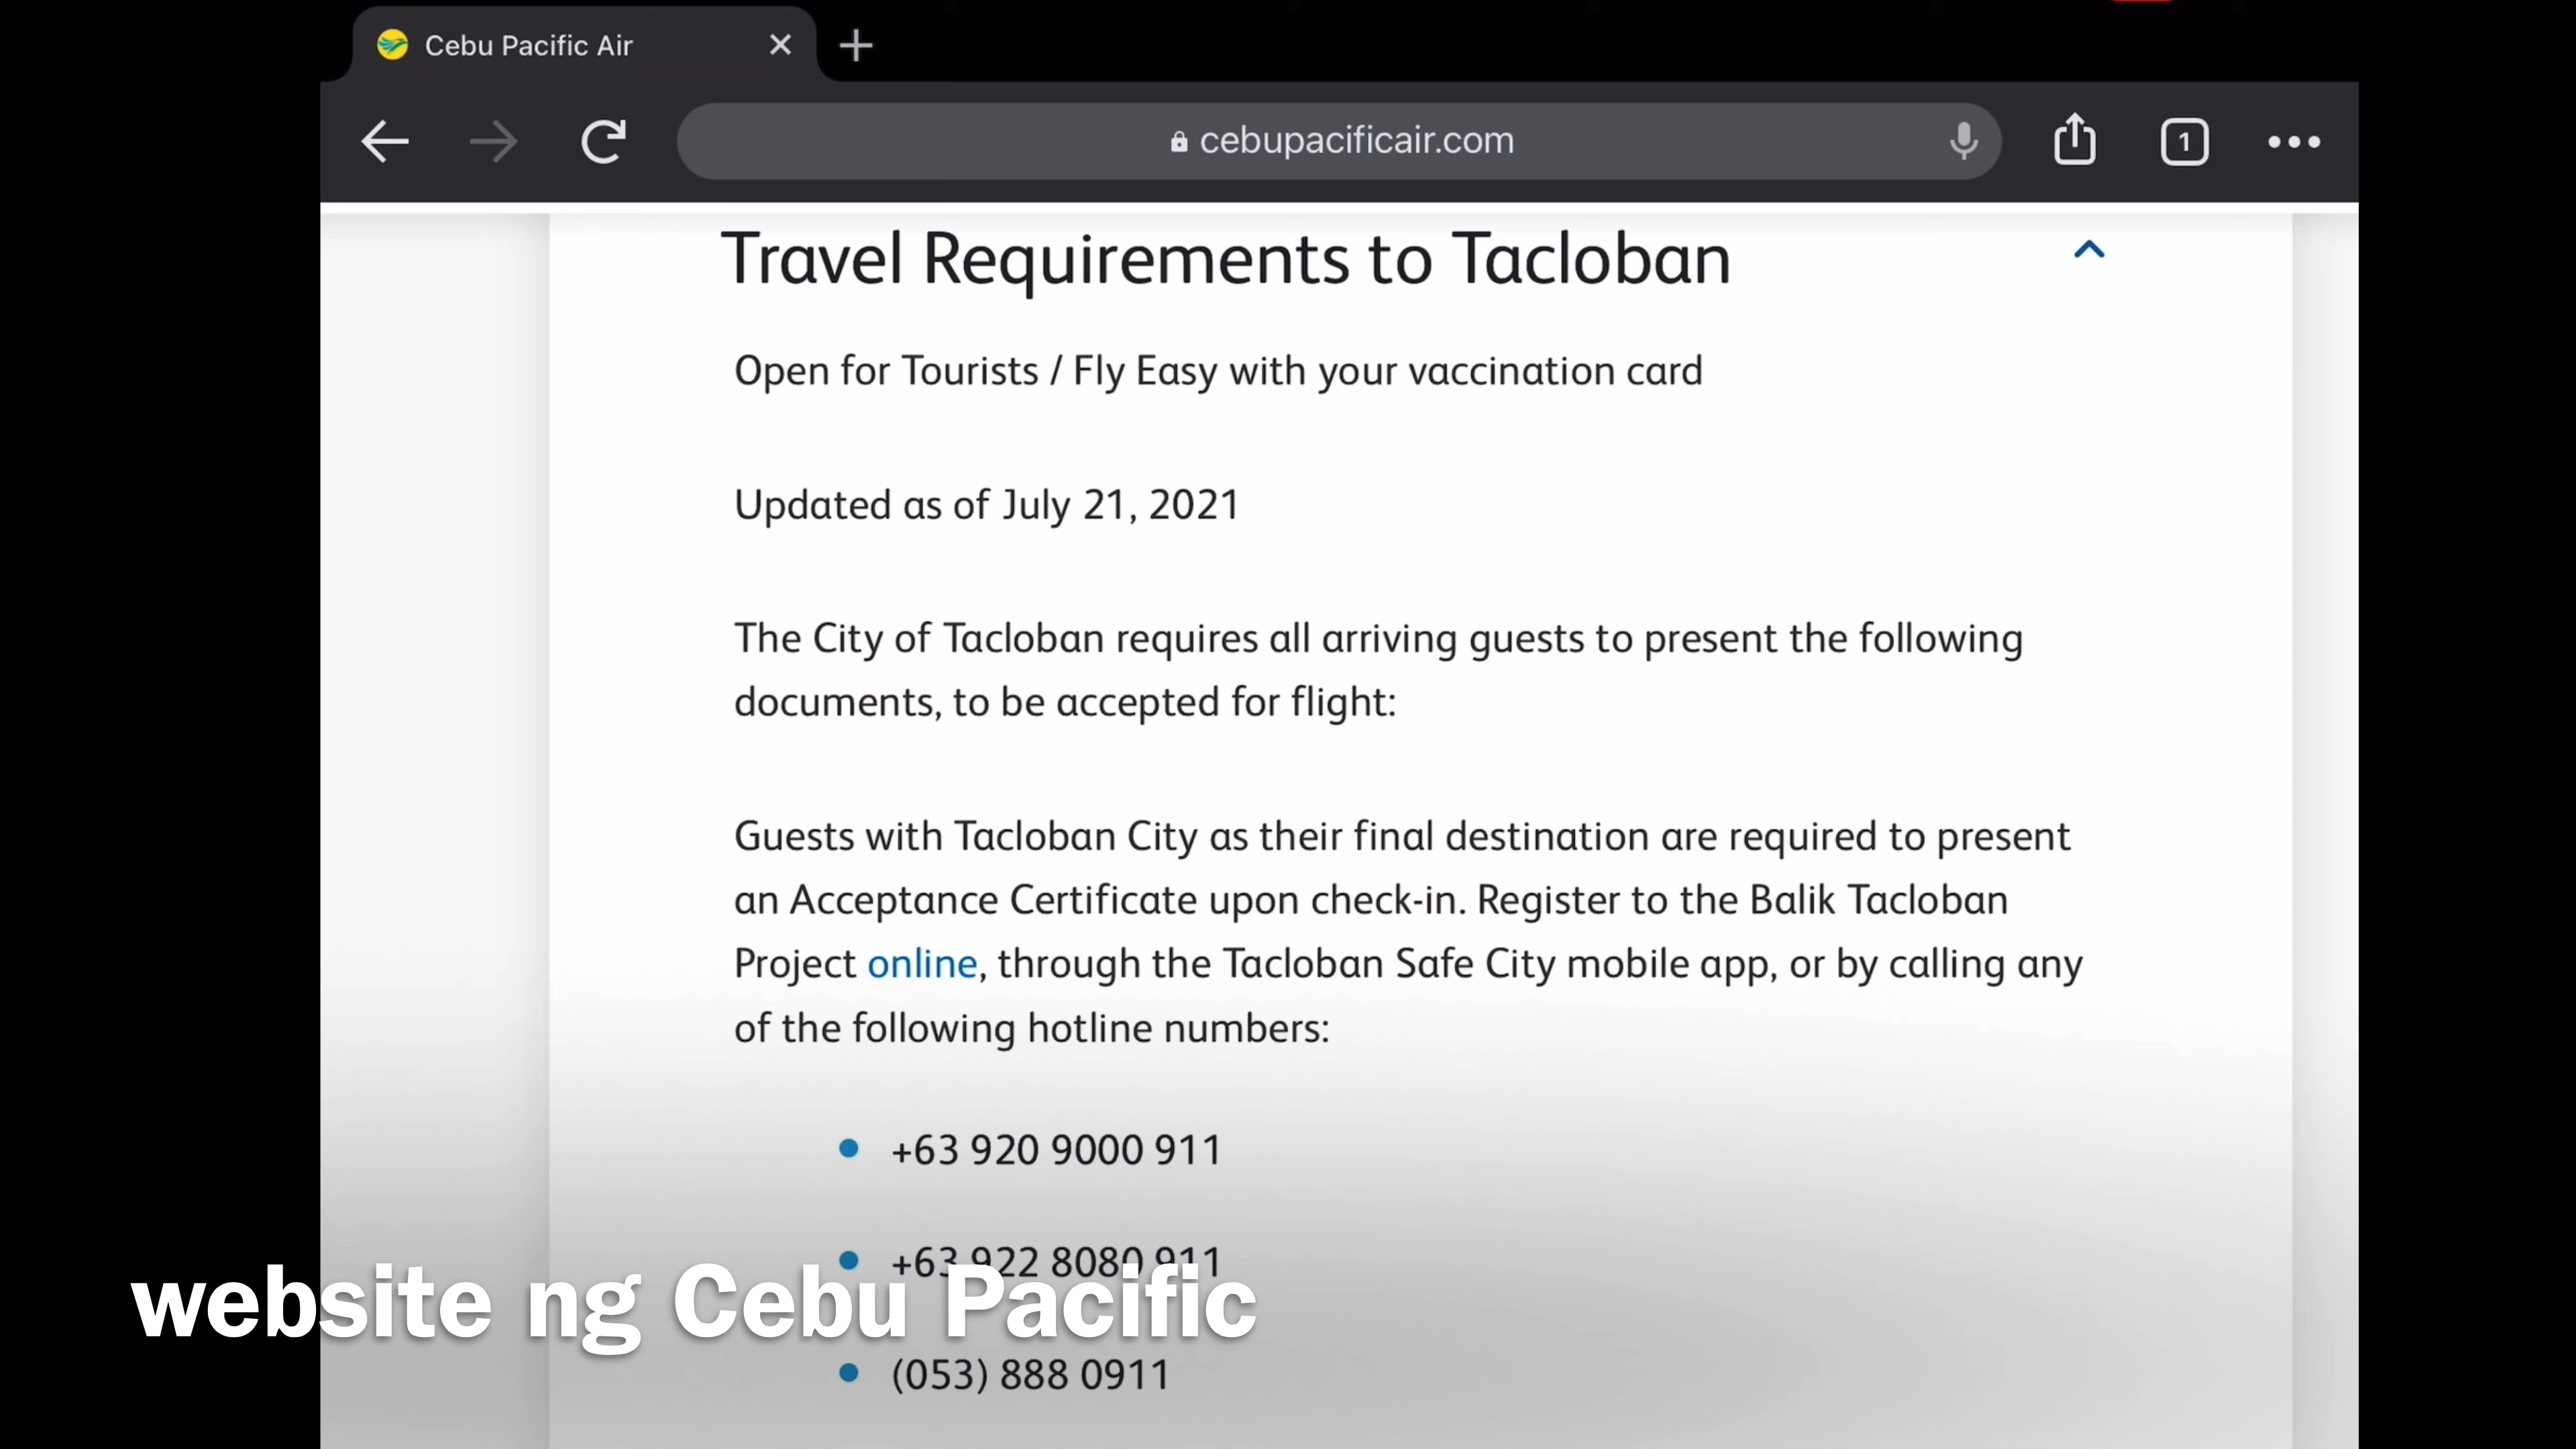 Cebu Pacific Air
cebupacificair.com
1
Travel Requirements to Tacloban
Open for Tourists / Fly Easy with your vaccination card
Updated as of July 21, 2021
The City of Tacloban requires all arriving guests to present the following
documents, to be accepted for flight:
Guests with Tacloban City as their final destination are required to present
an Acceptance Certificate upon check-in. Register to the Balik Tacloban
Project online, through the Tacloban Safe City mobile app, or by calling any
of the following hotline numbers:
+63 920 9000 911
+63 922 8080 911
website ng Cebu Pacific
(053) 888 0911